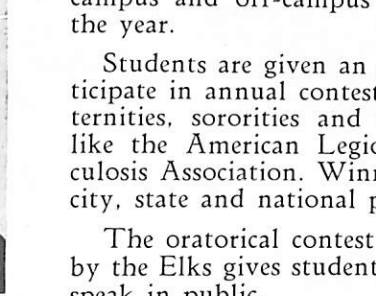 campus and off-campus
the year.
Students are given an
ticipate in annual contest
ternities, sororities and
like the American Legio
culosis Association. Winn
city, state and national p
The oratorical contest
by the Elks gives student
speak in public